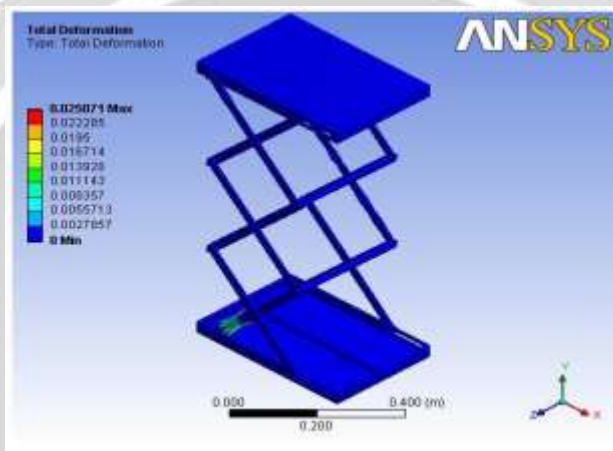 Total Deformation
Type: Total Deformation
ANSYS
0.025071 Max
0.022285
0.0195
0.016714
0.013928
0.011143
0.008357
0.0055713
0.0027857
0 Min
0.000
0.400 (m)
0.200
Y
Z
X